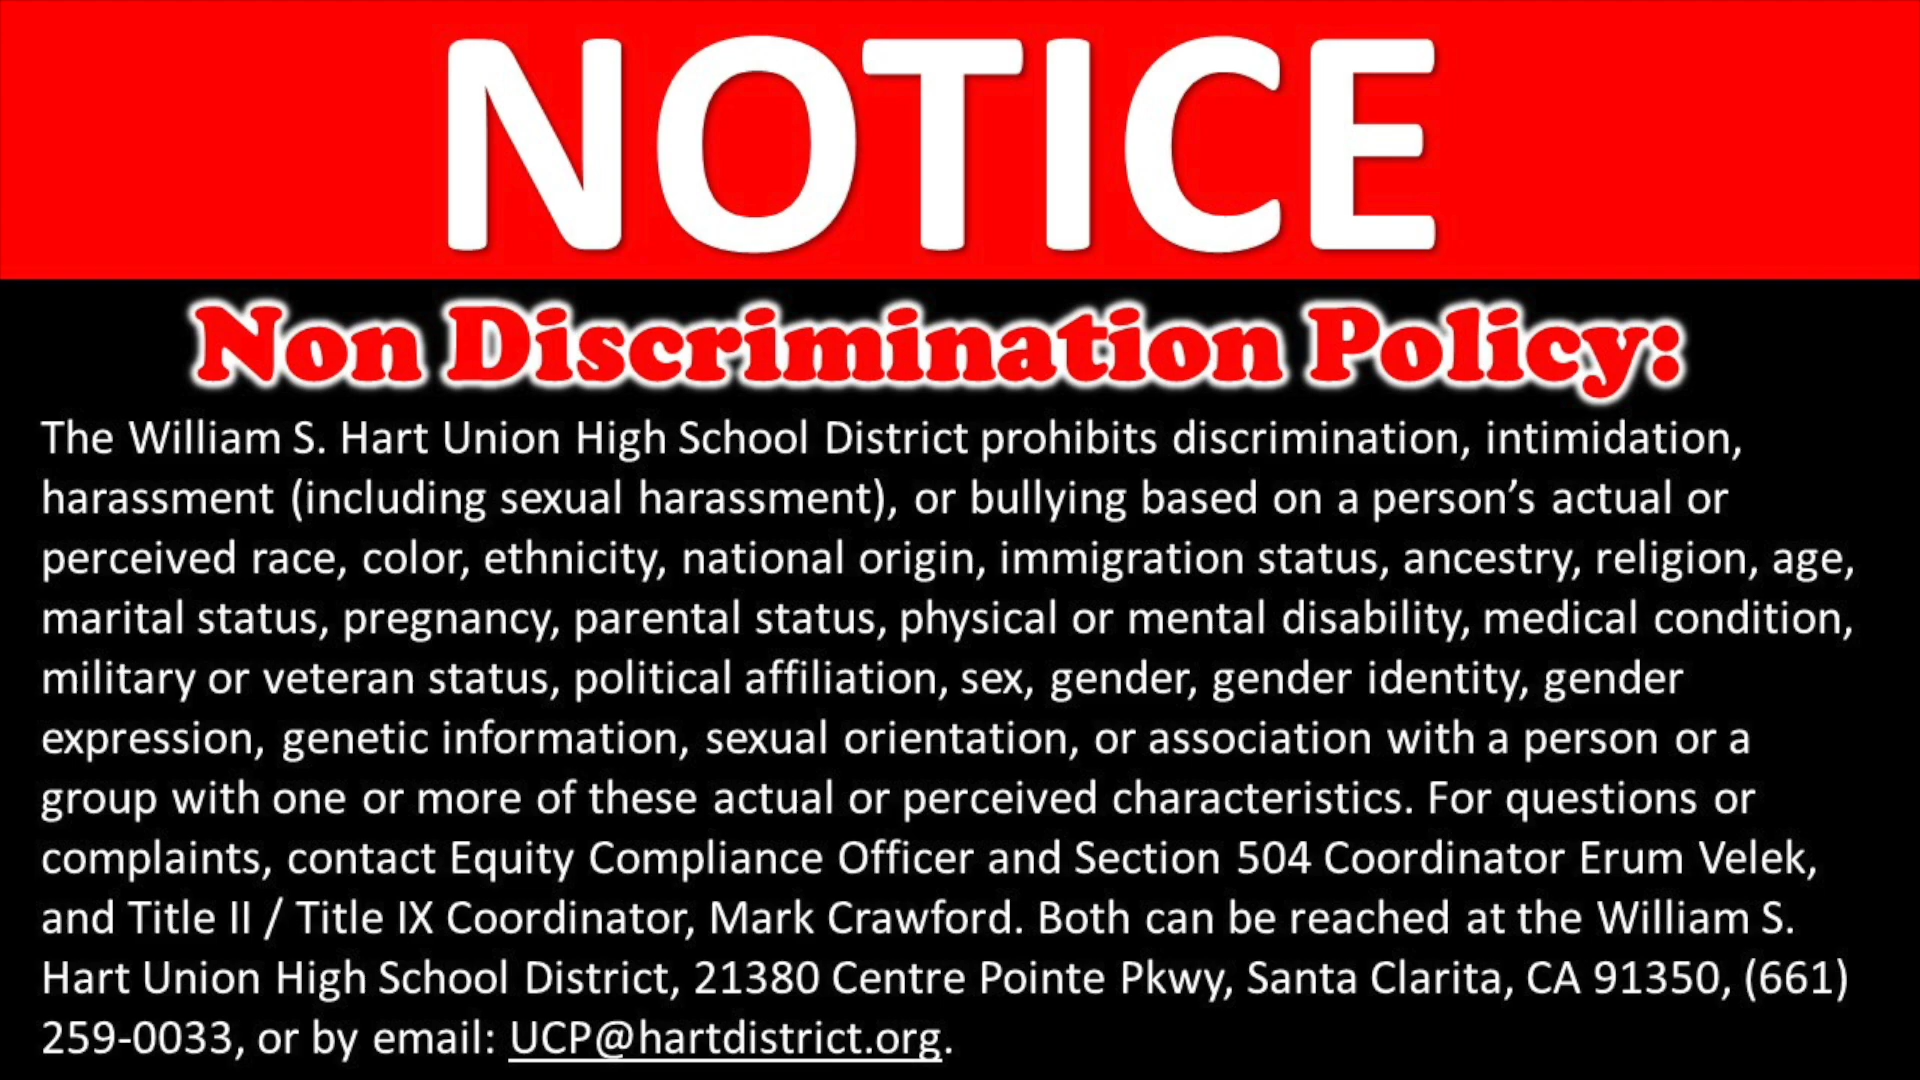 NOTICE
Non Discrimination Policy:
The William S. Hart Union High School District prohibits discrimination, intimidation,
harassment (including sexual harassment), or bullying based on a person’s actual or
perceived race, color, ethnicity, national origin, immigration status, ancestry, religion, age,
marital status, pregnancy, parental status, physical or mental disability, medical condition,
military or veteran status, political affiliation, sex, gender, gender identity, gender
expression, genetic information, sexual orientation, or association with a person or a
group with one or more of these actual or perceived characteristics. For questions or
complaints, contact Equity Compliance Officer and Section 504 Coordinator Erum Velek,
and Title II / Title IX Coordinator, Mark Crawford. Both can be reached at the William S.
Hart Union High School District, 21380 Centre Pointe Pkwy, Santa Clarita, CA 91350, (661)
259-0033, or by email: UCP@hartdistrict.org.